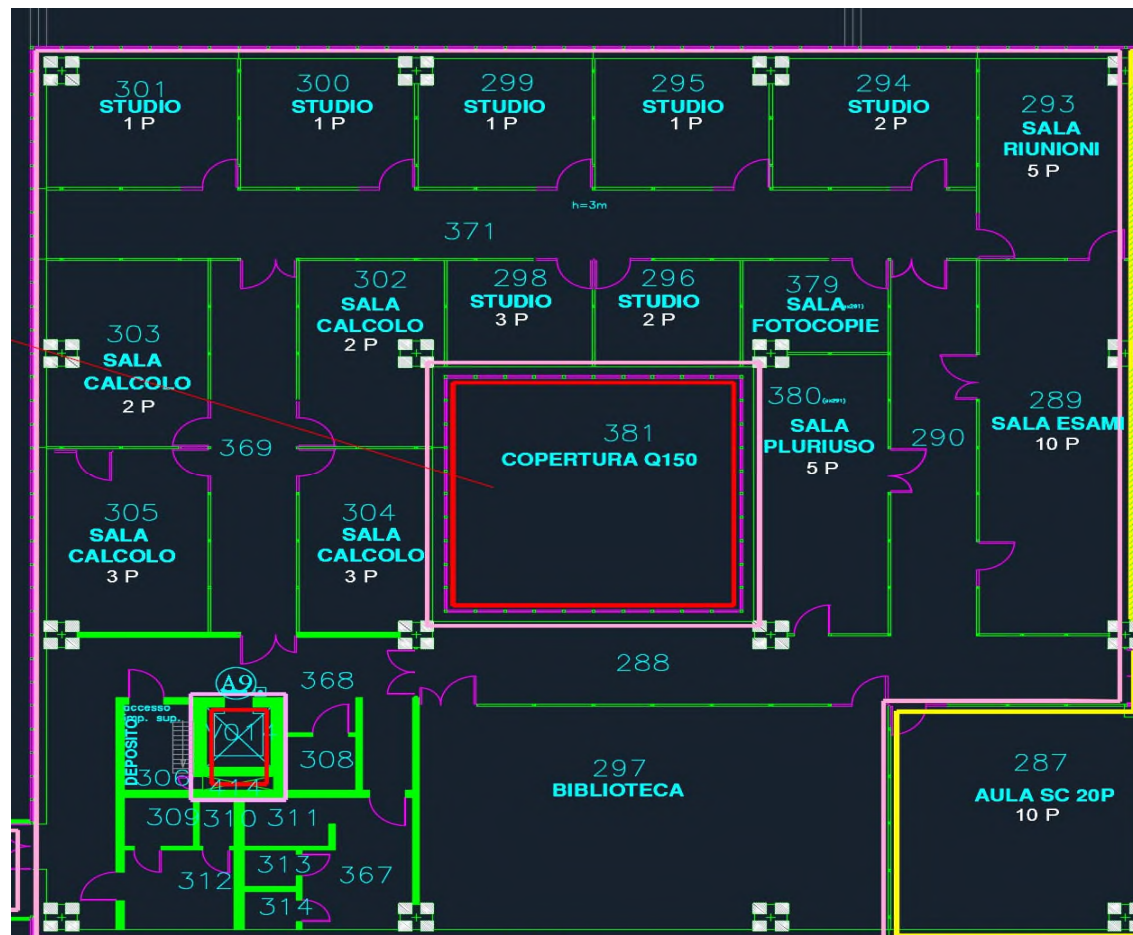 301
STUDIO
1 P
300
STUDIO
1 P
299
STUDIO
1 P
295
STUDIO
1 P
294
STUDIO
2 P
293
SALA
RIUNIONI
5 P
h=3m
371
303
SALA
CALCOLO
2 P
302
SALA
CALCOLO
2 P
298
STUDIO
3 P
296
STUDIO
2 P
379
SALA
FOTOCOPIE
380
SALA
PLURIUSO
5 P
290
289
SALA ESAMI
10 P
369
381
COPERTURA Q150
305
SALA
CALCOLO
3 P
304
SALA
CALCOLO
3 P
288
A9
368
accesso
imp. sup.
DEPOSITO
306
308
414
309
310
311
312
313
314
367
297
BIBLIOTECA
287
AULA SC 20P
10 P